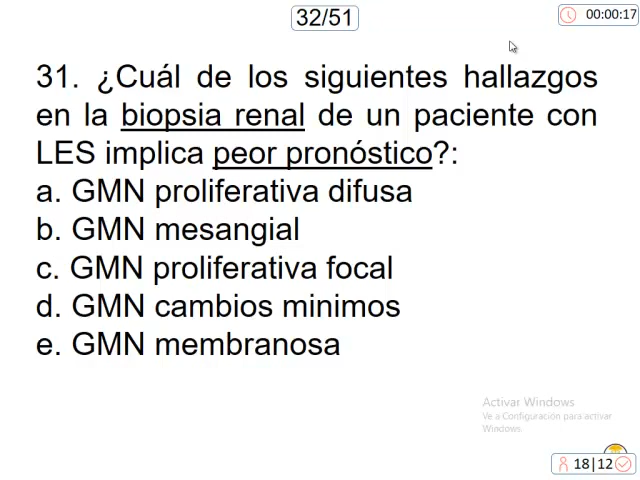 32/51
00:00:17
31. ¿Cuál de los siguientes hallazgos
en la biopsia renal de un paciente con
LES implica peor pronóstico?:
a. GMN proliferativa difusa
b. GMN mesangial
c. GMN proliferativa focal
d. GMN cambios minimos
e. GMN membranosa
Activar Windows
Ve a Configuración para activar
Windows.
18|12